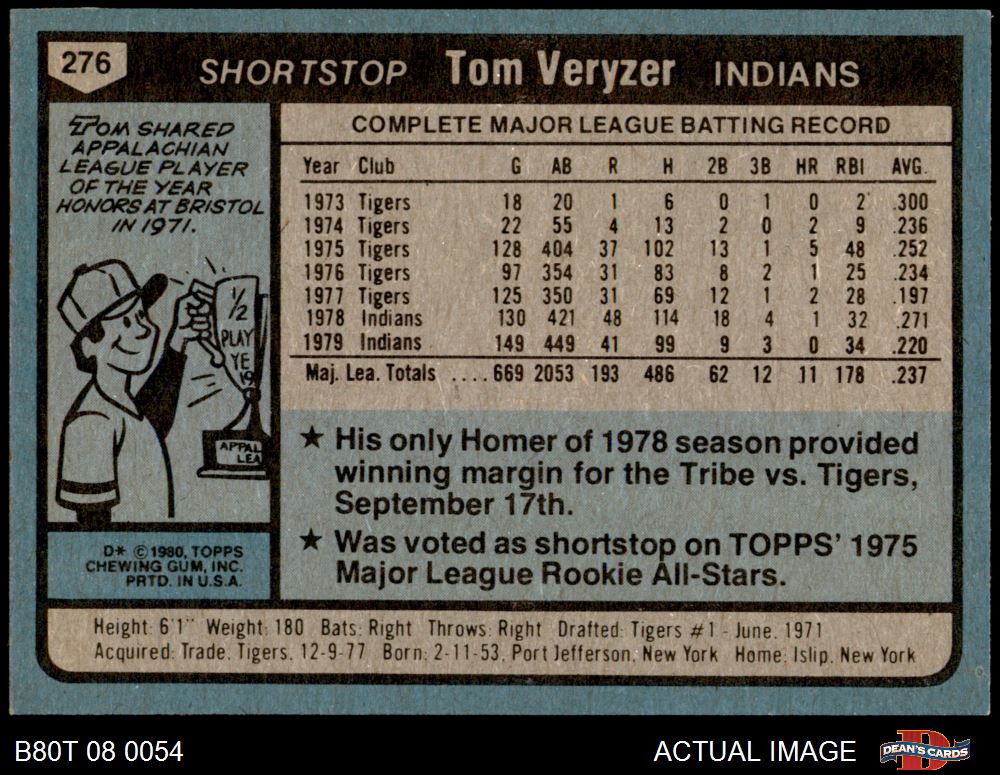 276
SHORTSTOP Tom Veryzer INDIANS
TOM SHARED
APPALACHIAN
LEAGUE PLAYER
OF THE YEAR
HONORS AT BRISTOL
IN 1971.
1/2
PLAY
YE
19
APPAL
LEA
D* © 1980, TOPPS
CHEWING GUM, INC.
PRTD. IN U.S.A.
COMPLETE MAJOR LEAGUE BATTING RECORD
Year Club G AB R H 2B 3B HR RBI AVG.
1973 Tigers 18 20 1 6 0 1 0 2 .300
1974 Tigers 22 55 4 13 2 0 2 9 .236
1975 Tigers 128 404 37 102 13 1 5 48 .252
1976 Tigers 97 354 31 83 8 2 1 25 .234
1977 Tigers 125 350 31 69 12 1 2 28 .197
1978 Indians 130 421 48 114 18 4 1 32 .271
1979 Indians 149 449 41 99 9 3 0 34 .220
Maj. Lea. Totals ....669 2053 193 486 62 12 11 178 .237
★ His only Homer of 1978 season provided
winning margin for the Tribe vs. Tigers,
September 17th.
★ Was voted as shortstop on TOPPS' 1975
Major League Rookie All-Stars.
Height: 6'1" Weight: 180 Bats: Right Throws: Right Drafted: Tigers #1 - June, 1971
Acquired: Trade, Tigers, 12-9-77 Born: 2-11-53, Port Jefferson, New York Home: Islip, New York
B80T 08 0054 ACTUAL IMAGE DEAN'S CARDS